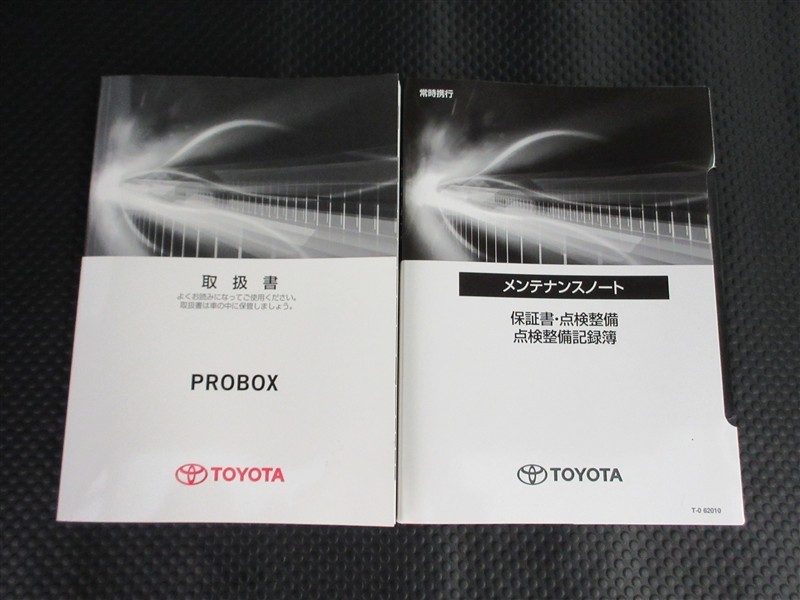 取扱書
よくお読みになってご使用ください。
取扱書は車の中に保管しましょう。
PROBOX
TOYOTA
常時携行
メンテナンスノート
保証書・点検整備
点検整備記録簿
TOYOTA
T-0 62010